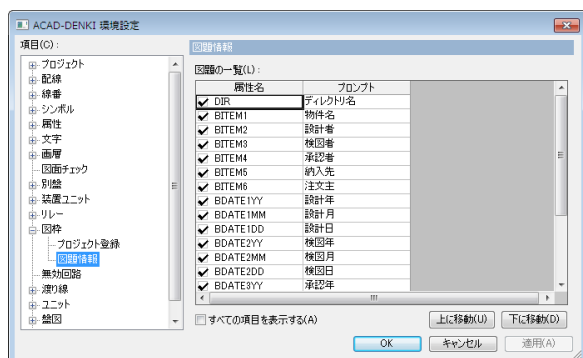 ACAD-DENKI 環境設定
項目(C):
プロジェクト
配線
線番
シンボル
属性
文字
画層
図面チェック
別盤
装置ユニット
リレー
図枠
プロジェクト登録
図題情報
無効回路
渡り線
ユニット
盤図
図題情報
図題の一覧(L):
属性名 プロンプト
DIR ディレクトリ名
BITEM1 物件名
BITEM2 設計者
BITEM3 検図者
BITEM4 承認者
BITEM5 納入先
BITEM6 注文主
BDATE1YY 設計年
BDATE1MM 設計月
BDATE1DD 設計日
BDATE2YY 検図年
BDATE2MM 検図月
BDATE2DD 検図日
BDATE3YY 承認年
すべての項目を表示する(A)
上に移動(U) 下に移動(D)
OK キャンセル 適用(A)